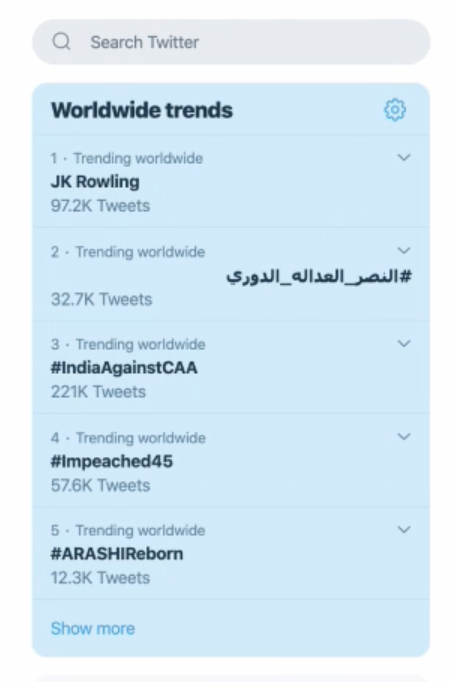 Search Twitter
Worldwide trends
1 · Trending worldwide
JK Rowling
97.2K Tweets
2 · Trending worldwide
#النصر_العداله_الدوري
32.7K Tweets
3 · Trending worldwide
#IndiaAgainstCAA
221K Tweets
4 · Trending worldwide
#Impeached45
57.6K Tweets
5 · Trending worldwide
#ARASHIReborn
12.3K Tweets
Show more